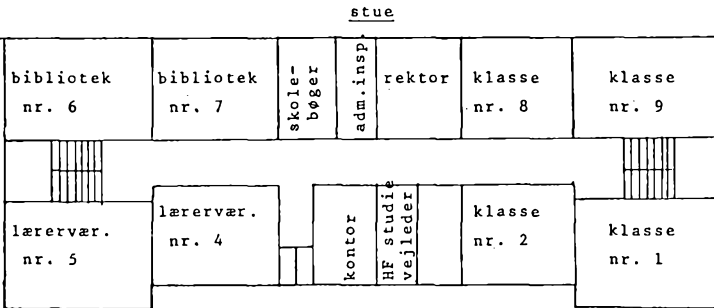 stue
bibliotek
nr. 6
bibliotek
nr. 7
skole-
bøger
adm.insp.
rektor
klasse
nr. 8
klasse
nr. 9
lærervær.
nr. 5
lærervær.
nr. 4
kontor
HF studie
vejleder
klasse
nr. 2
klasse
nr. 1